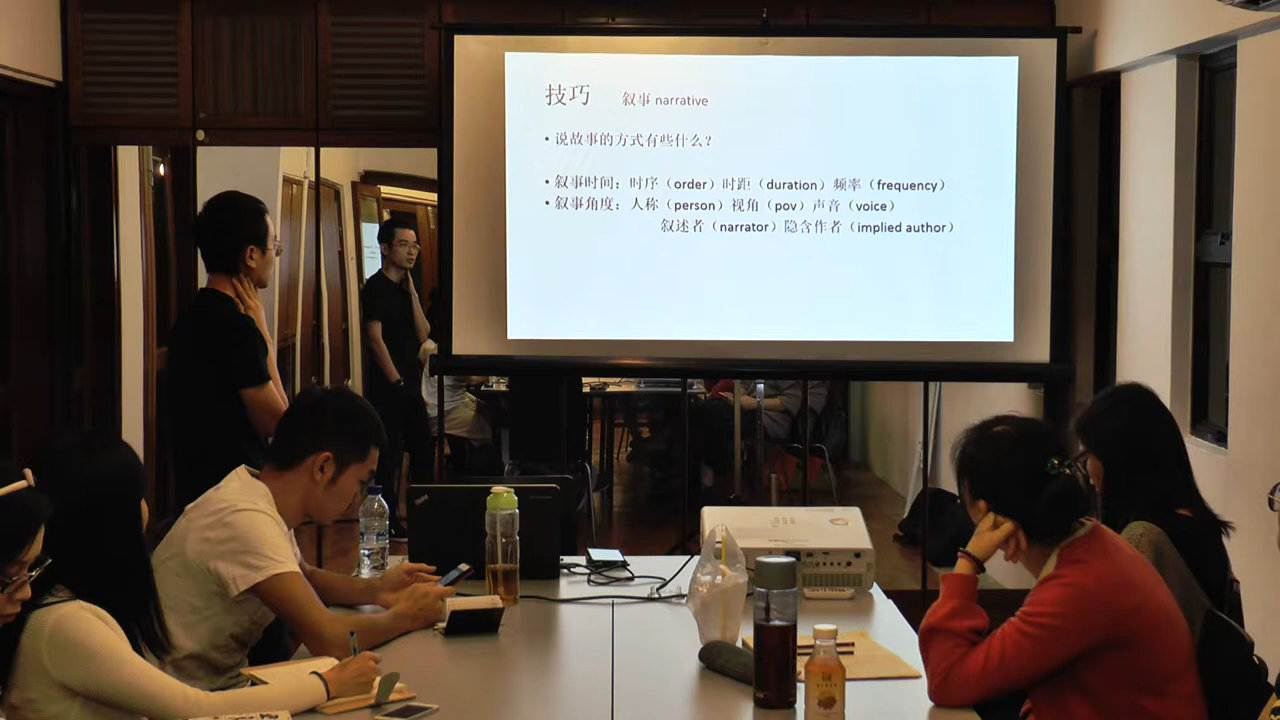 技巧 叙事 narrative
• 说故事的方式有些什么？
• 叙事时间：时序（order）时距（duration）频率（frequency）
• 叙事角度：人称（person）视角（pov）声音（voice）
叙述者（narrator）隐含作者（implied author）
ThinkPad